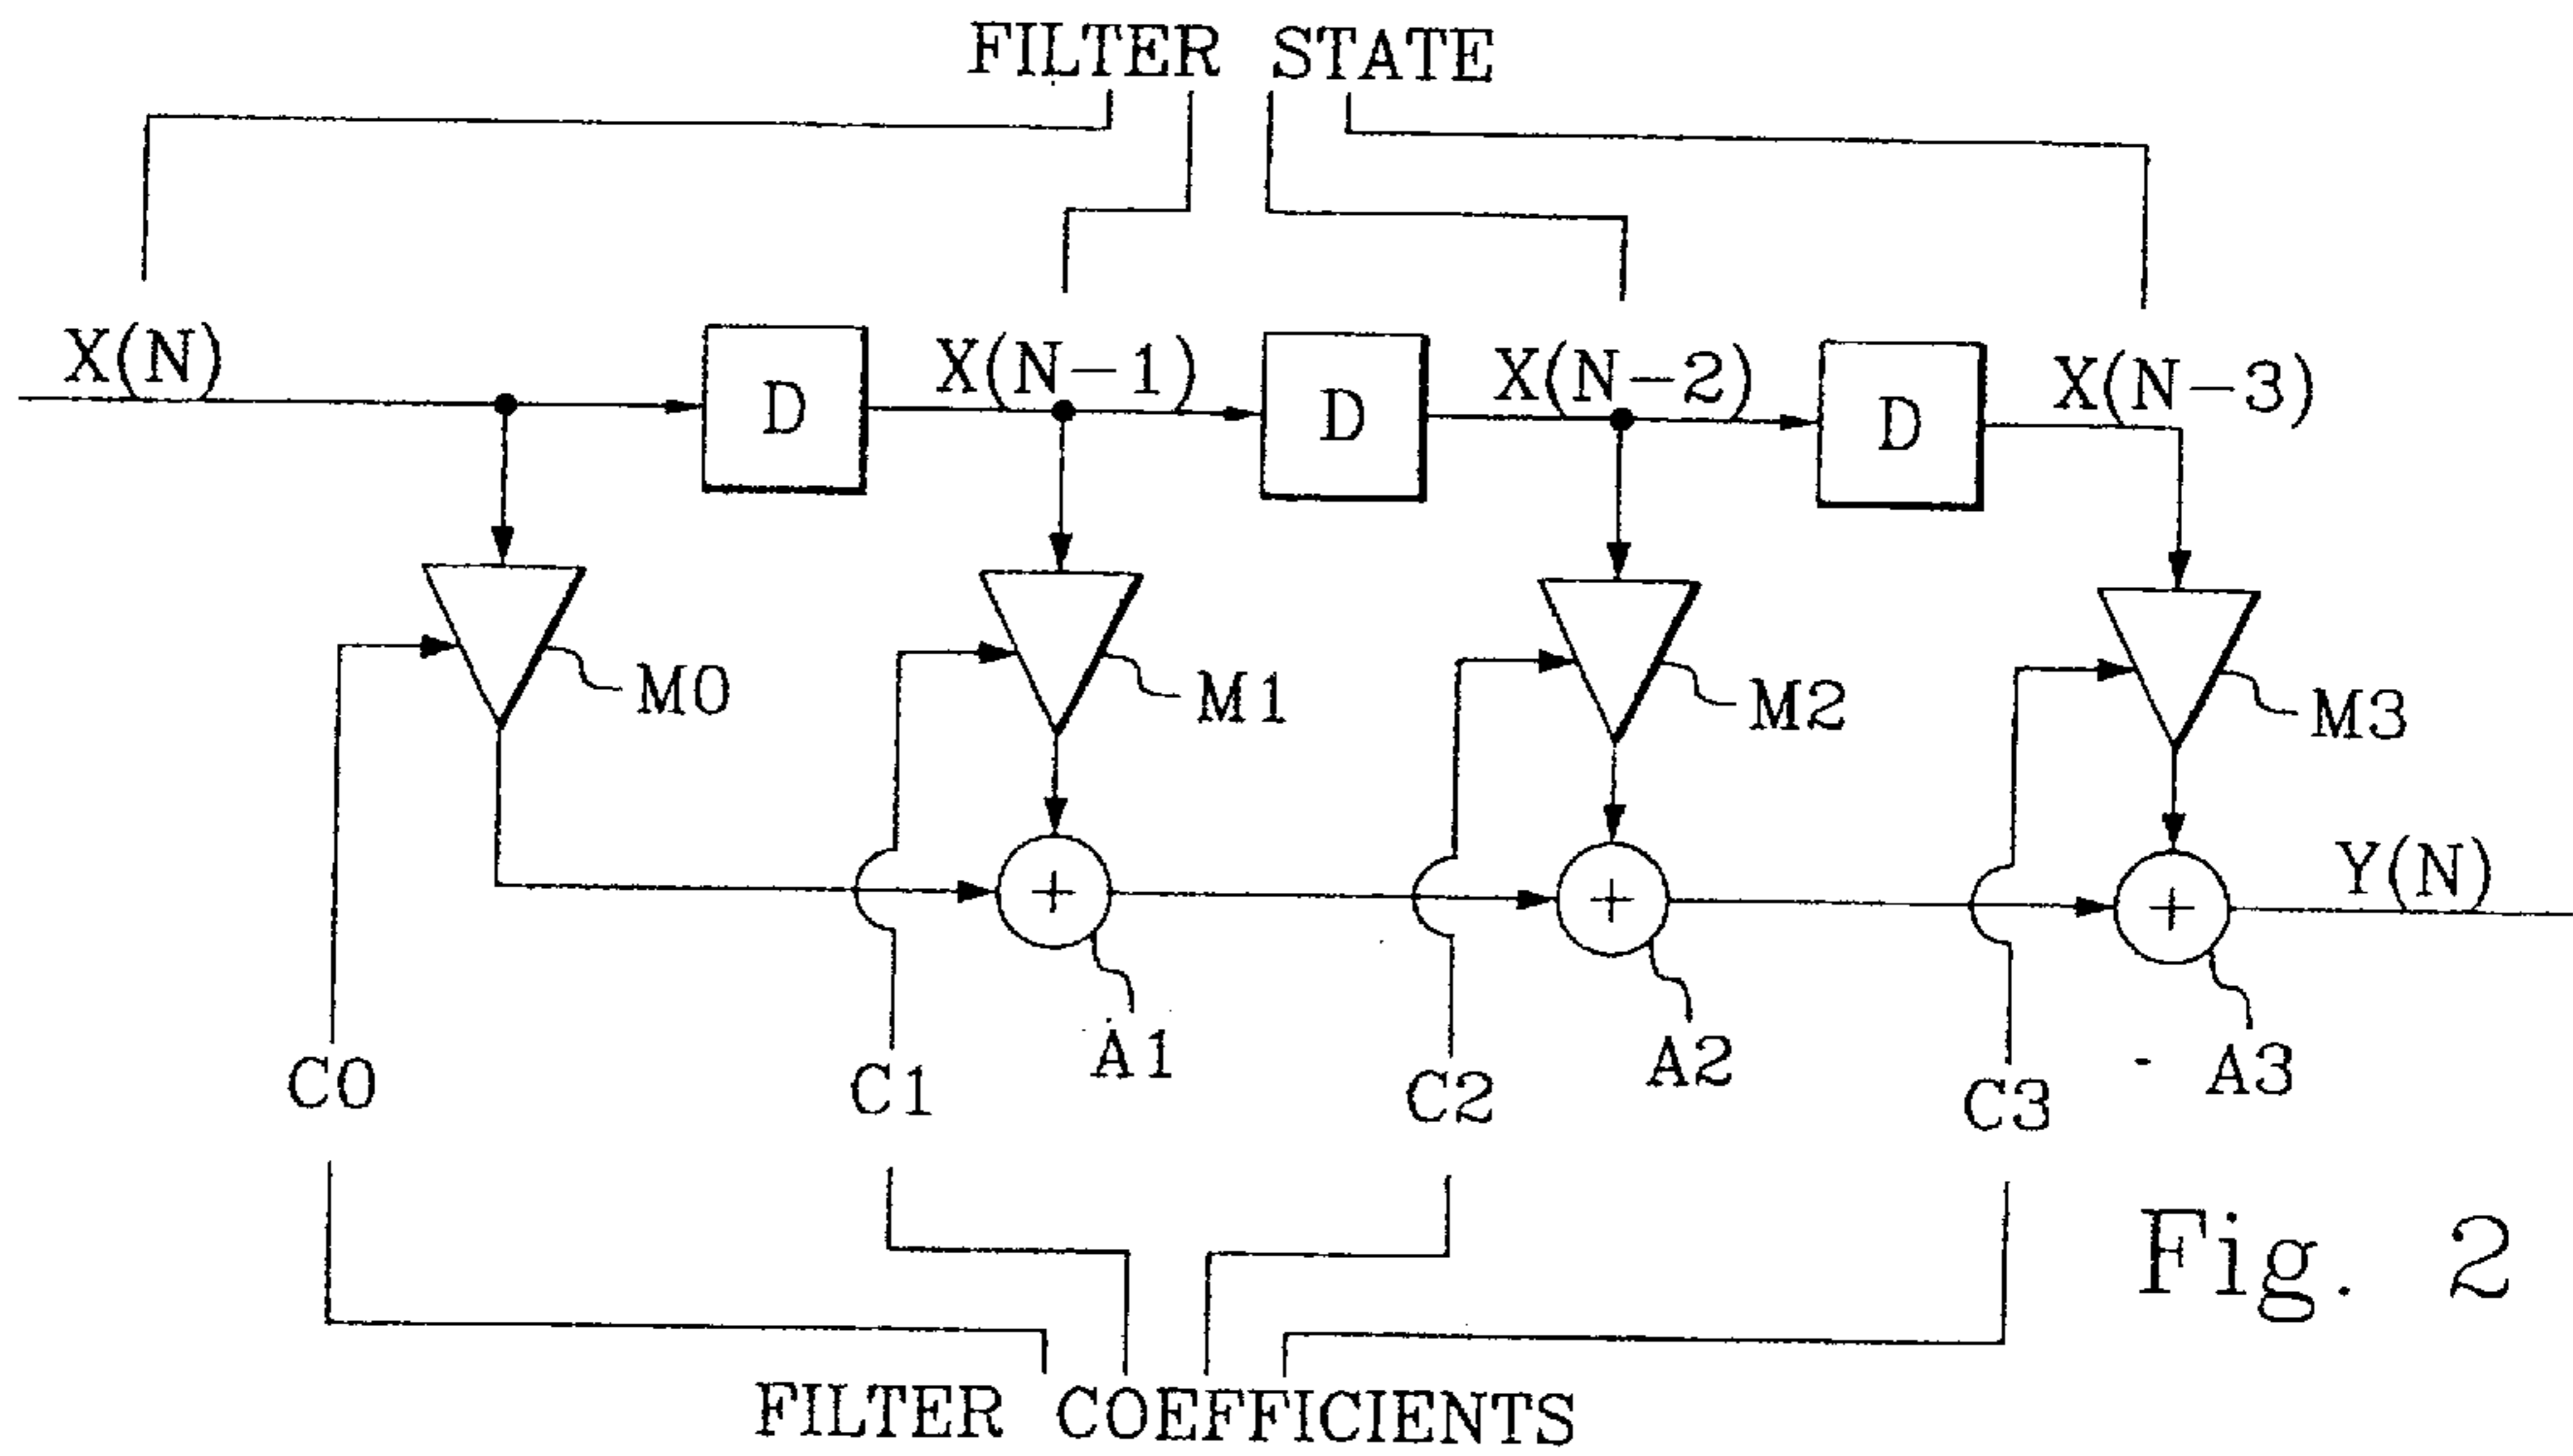 FILTER STATE
X(N)
D
X(N-1)
D
X(N-2)
D
X(N-3)
M0
M1
M2
M3
+
+
+
Y(N)
A1
A2
A3
C0
C1
C2
C3
Fig. 2
FILTER COEFFICIENTS